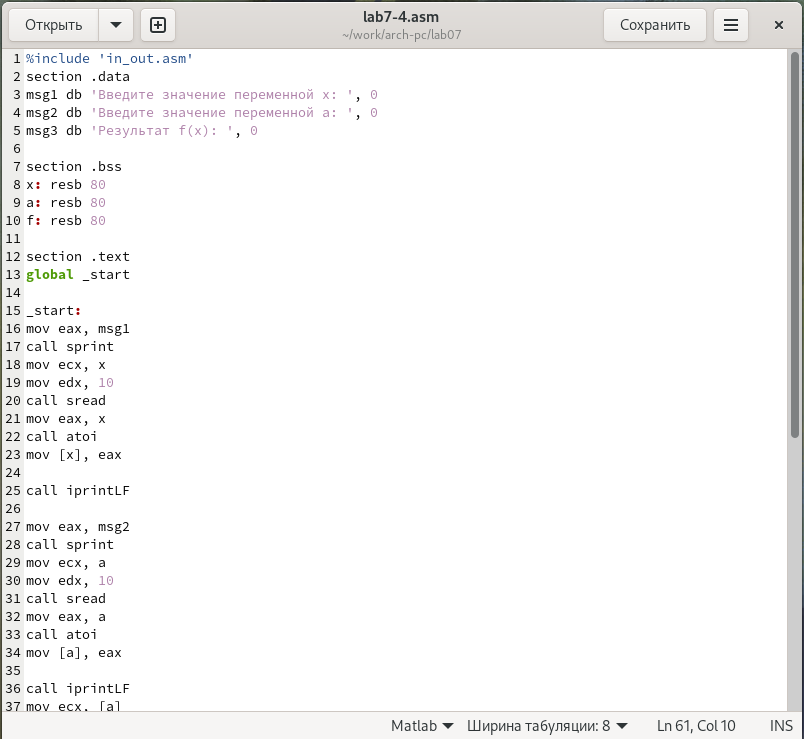 Открыть
lab7-4.asm
~/work/arch-pc/lab07
Сохранить
1 %include 'in_out.asm'
2 section .data
3 msg1 db 'Введите значение переменной x: ', 0
4 msg2 db 'Введите значение переменной a: ', 0
5 msg3 db 'Результат f(x): ', 0
6
7 section .bss
8 x: resb 80
9 a: resb 80
10 f: resb 80
11
12 section .text
13 global _start
14
15 _start:
16 mov eax, msg1
17 call sprint
18 mov ecx, x
19 mov edx, 10
20 call sread
21 mov eax, x
22 call atoi
23 mov [x], eax
24
25 call iprintLF
26
27 mov eax, msg2
28 call sprint
29 mov ecx, a
30 mov edx, 10
31 call sread
32 mov eax, a
33 call atoi
34 mov [a], eax
35
36 call iprintLF
37 mov ecx, [a]
Matlab Ширина табуляции: 8 Ln 61, Col 10 INS